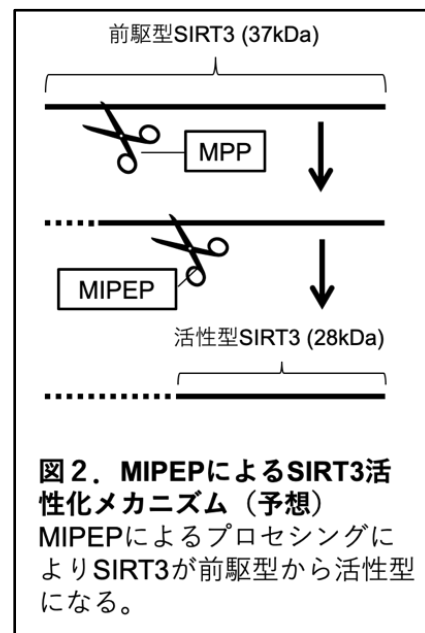 前駆型SIRT3 (37kDa)
MPP
MIPEP
活性型SIRT3 (28kDa)
図２．MIPEPによるSIRT3活
性化メカニズム（予想）
MIPEPによるプロセシングに
よりSIRT3が前駆型から活性型
になる。